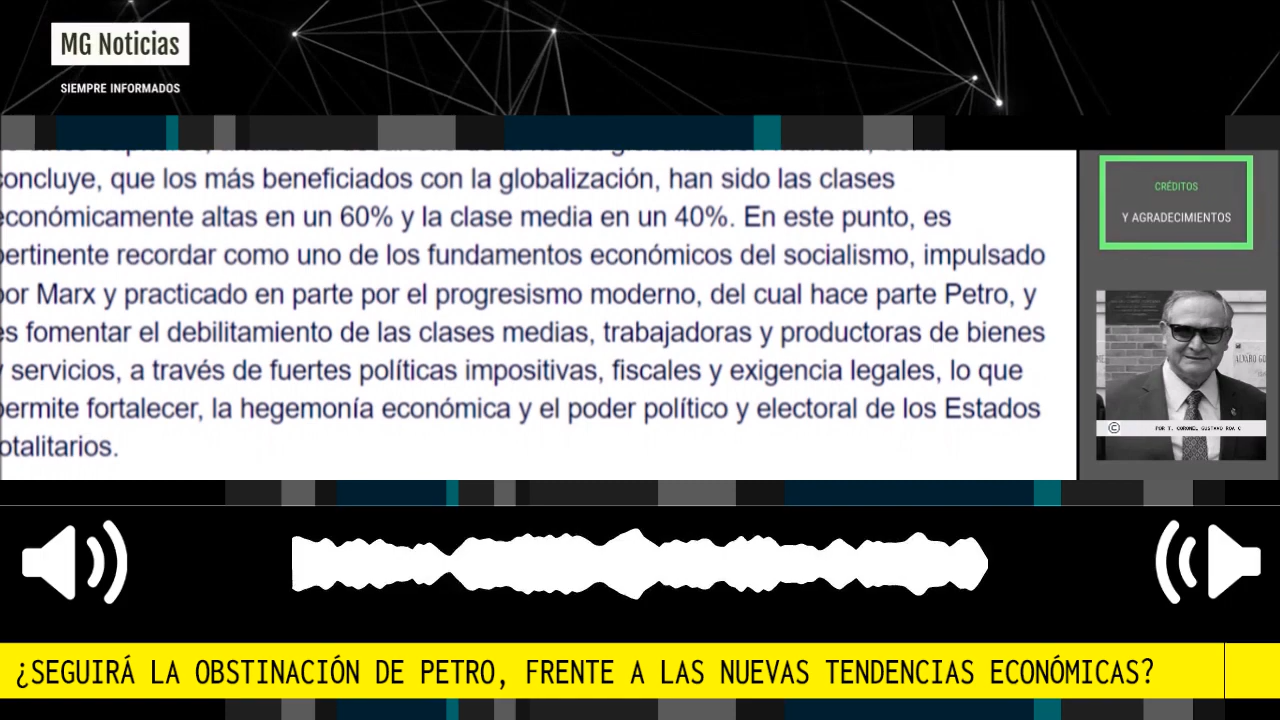 MG Noticias
SIEMPRE INFORMADOS
concluye, que los más beneficiados con la globalización, han sido las clases
económicamente altas en un 60% y la clase media en un 40%. En este punto, es
pertinente recordar como uno de los fundamentos económicos del socialismo, impulsado
por Marx y practicado en parte por el progresismo moderno, del cual hace parte Petro, y
es fomentar el debilitamiento de las clases medias, trabajadoras y productoras de bienes
y servicios, a través de fuertes políticas impositivas, fiscales y exigencia legales, lo que
permite fortalecer, la hegemonía económica y el poder político y electoral de los Estados
totalitarios.
CRÉDITOS
Y AGRADECIMIENTOS
ALVARO
© POR T. CORONEL GUSTAVO ROA C
¿SEGUIRÁ LA OBSTINACIÓN DE PETRO, FRENTE A LAS NUEVAS TENDENCIAS ECONÓMICAS?